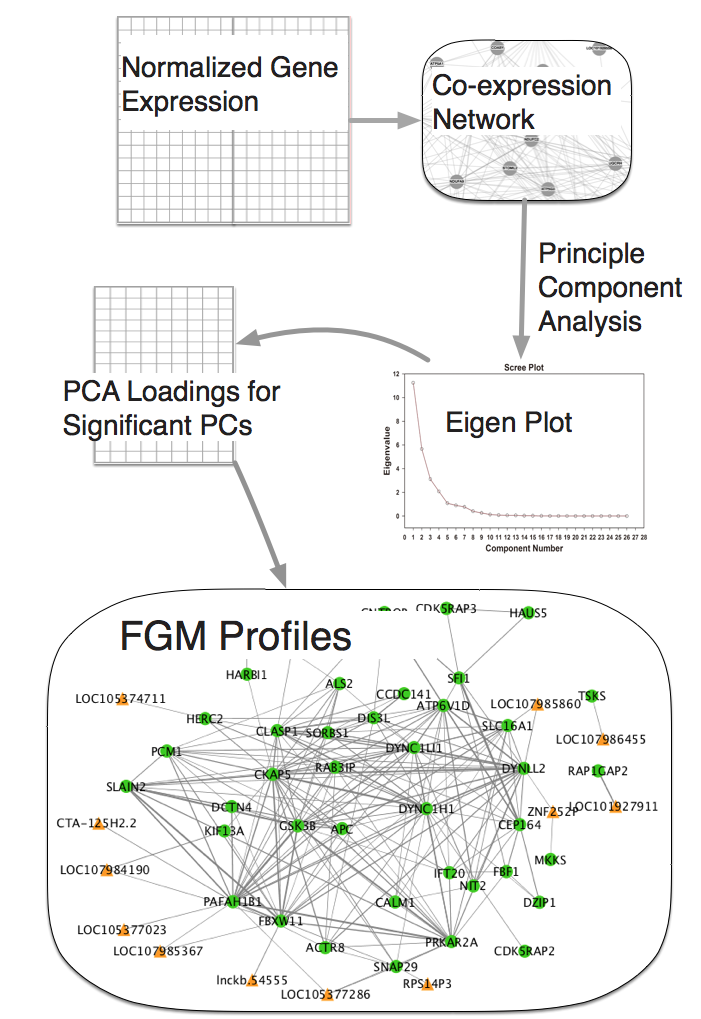 Normalized Gene
Expression
Co-expression
Network
Principle
Component
Analysis
PCA Loadings for
Significant PCs
Scree Plot
Eigen Plot
Eigenvalue
12
10
8
6
4
2
0
0 1 2 3 4 5 6 7 8 9 10 11 12 13 14 15 16 17 18 19 20 21 22 23 24 25 26 27 28
Component Number
FGM Profiles
CDK5RAP3
HAUS5
HARBI1
ALS2
SFI1
CCDC141
TSKS
LOC105374711
ATP6V1D
LOC107985860
HERC2
DIS3L
SLC16A1
CLASP1
SORBS1
LOC107986455
PCM1
DYNC1LI1
CKAP5
RAB3IP
DYNLL2
RAP1GAP2
SLAIN2
DCTN4
DYNC1H1
ZNF252P
LOC101927911
CTA-125H2.2
KIF13A
GSK3B
APC
CEP164
LOC107984190
MKKS
IFT20
FBF1
NIT2
PAFAH1B1
CALM1
DZIP1
FBXW11
LOC105377023
LOC107985367
ACTR8
PRKAR2A
CDK5RAP2
SNAP29
lnckb.54555
RPS14P3
LOC105377286